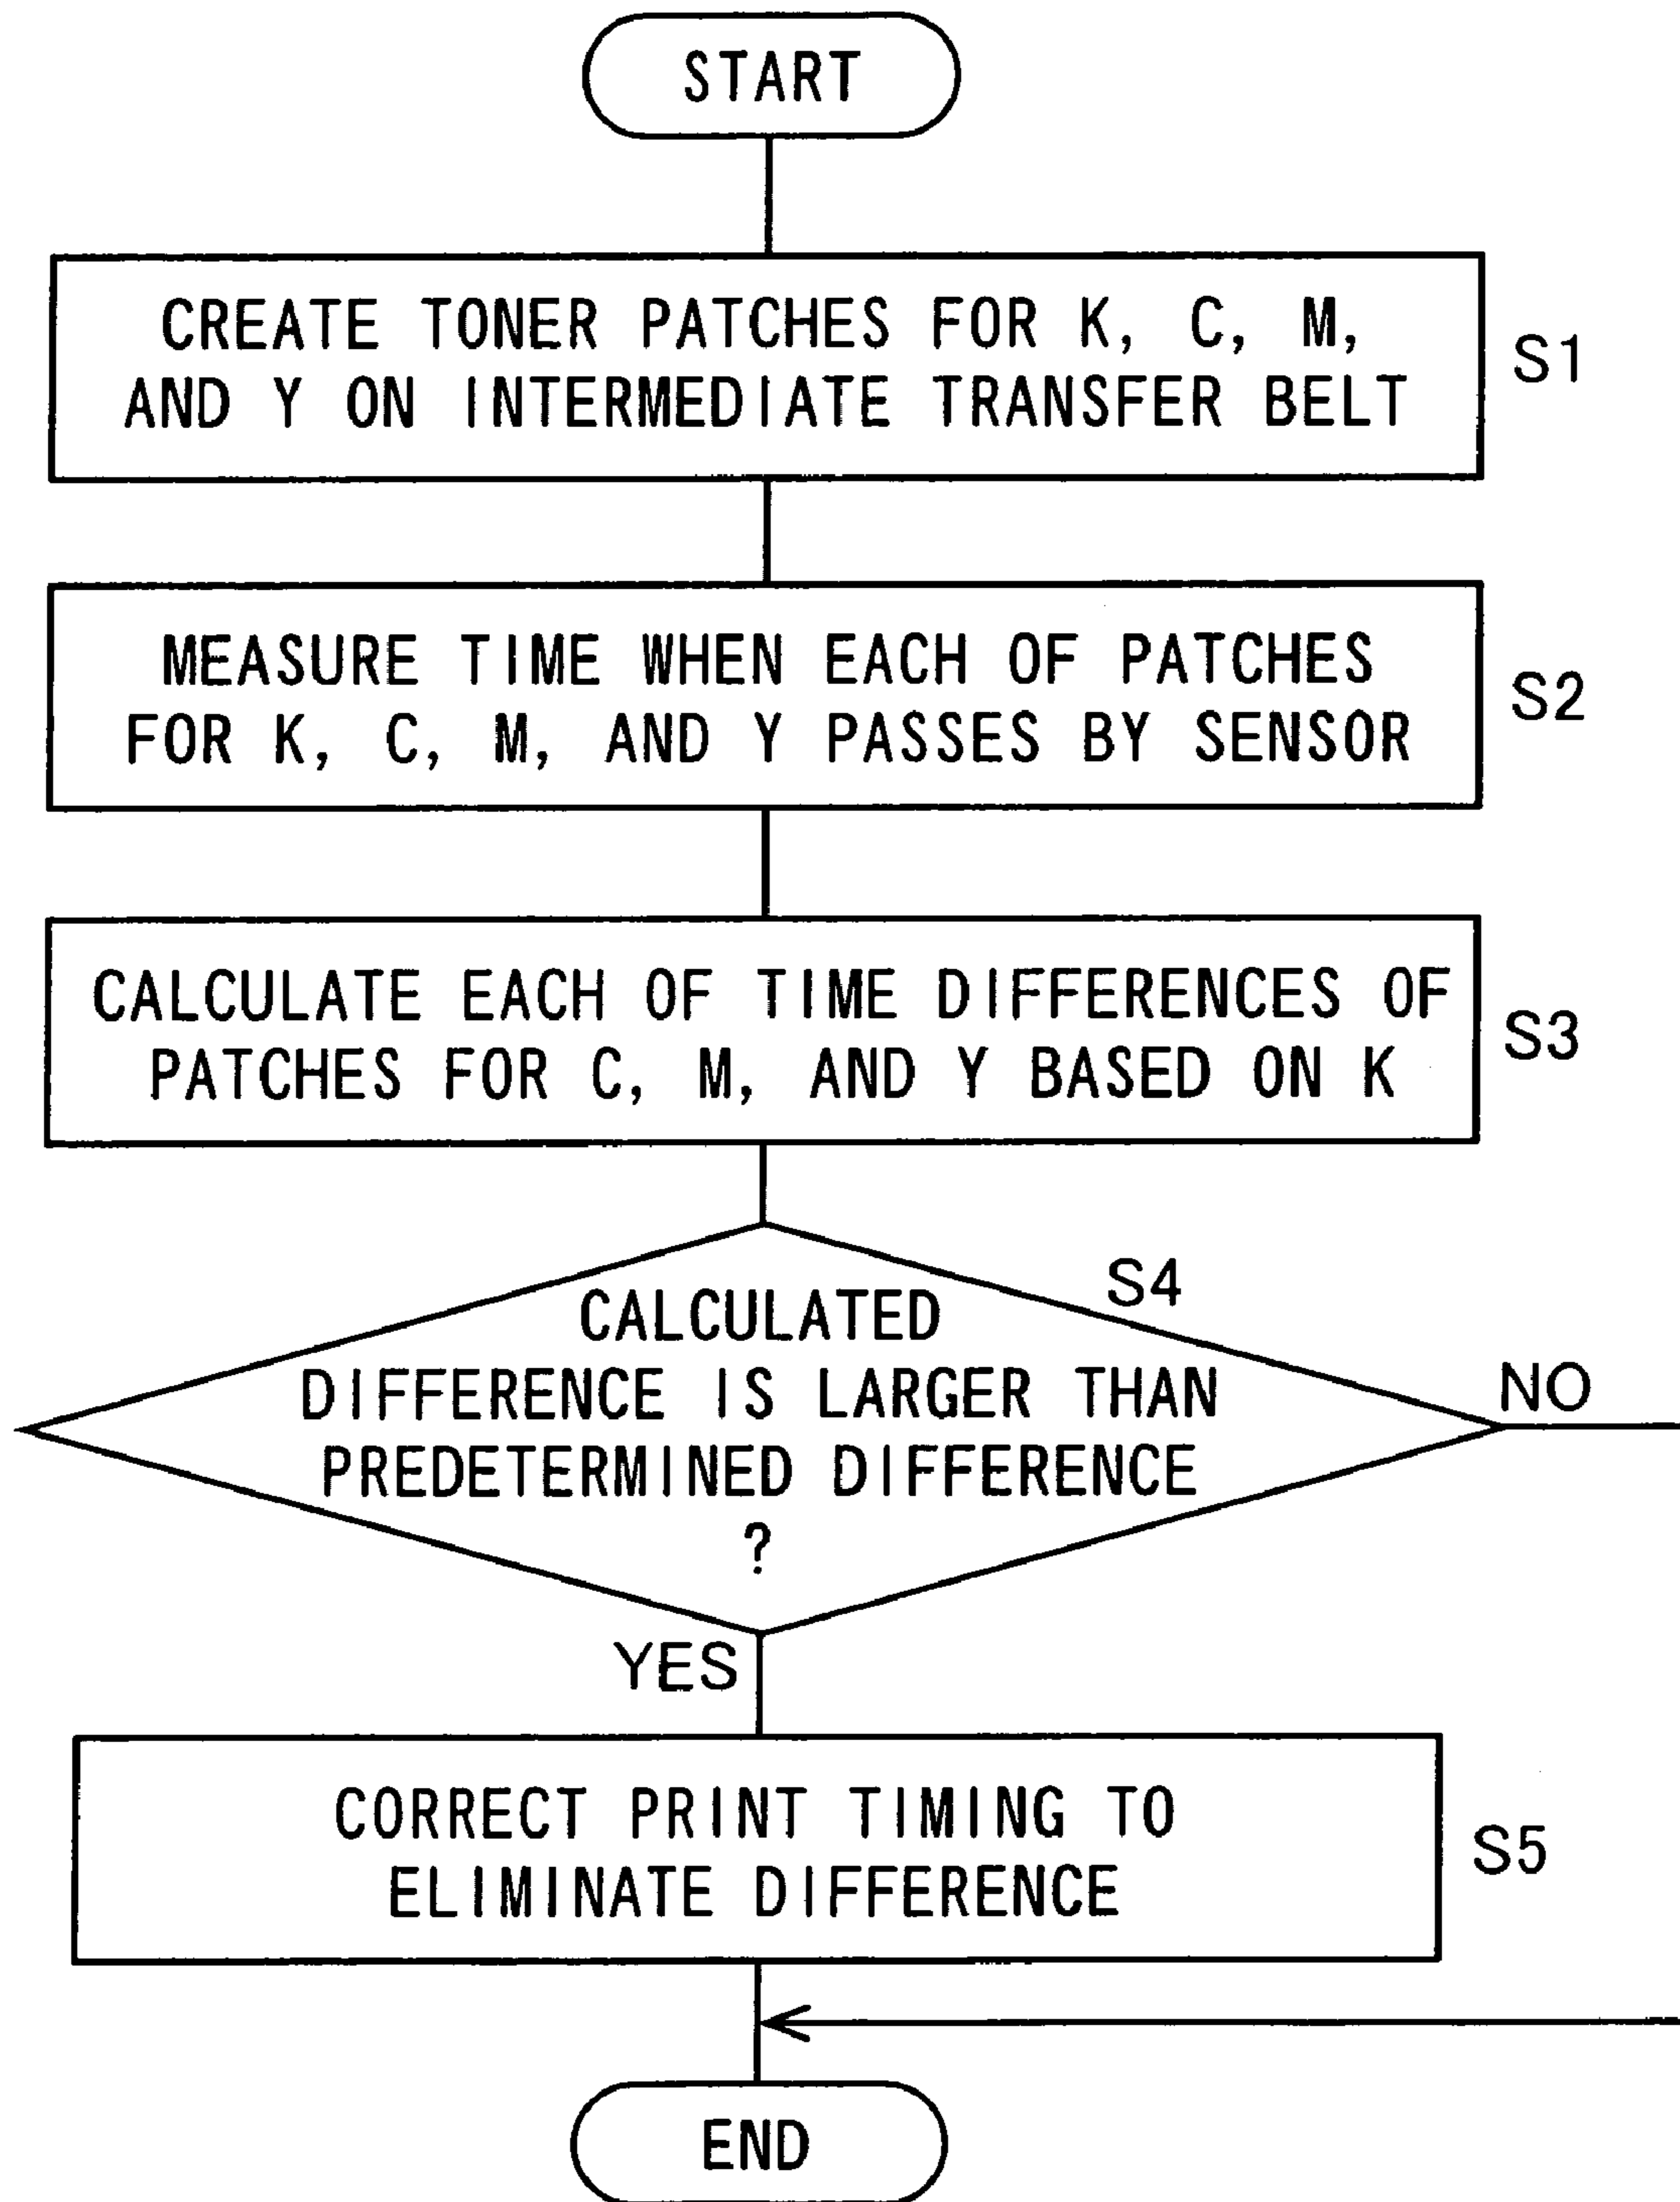 START
CREATE TONER PATCHES FOR K, C, M,
AND Y ON INTERMEDIATE TRANSFER BELT
S1
MEASURE TIME WHEN EACH OF PATCHES
FOR K, C, M, AND Y PASSES BY SENSOR
S2
CALCULATE EACH OF TIME DIFFERENCES OF
PATCHES FOR C, M, AND Y BASED ON K
S3
S4
CALCULATED
DIFFERENCE IS LARGER THAN
PREDETERMINED DIFFERENCE
?
NO
YES
CORRECT PRINT TIMING TO
ELIMINATE DIFFERENCE
S5
END